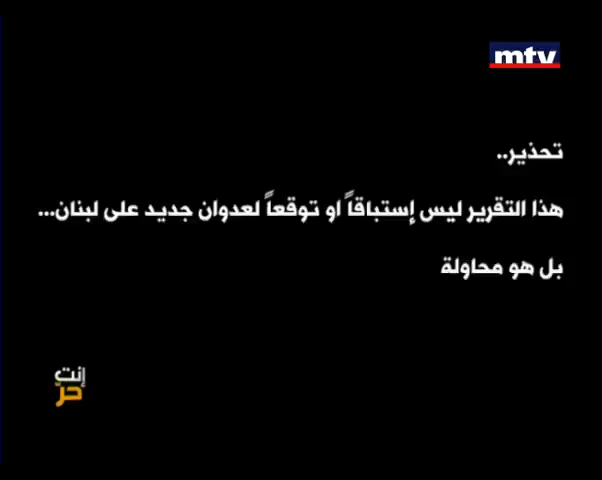 mtv
تحذير..
هذا التقرير ليس إستباقاً او توقعاً لعدوان جديد على لبنان...
بل هو محاولة
إنت
حرّ